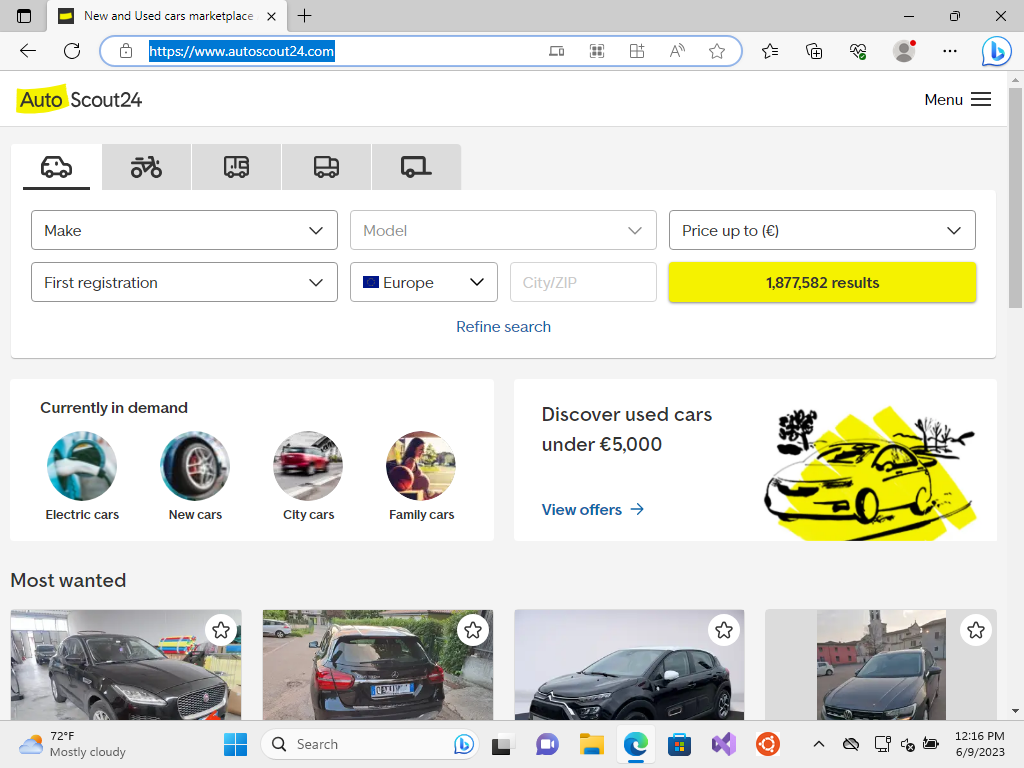 New and Used cars marketplace
https://www.autoscout24.com
AutoScout24
Menu
Make
Model
Price up to (€)
First registration
Europe
City/ZIP
1,877,582 results
Refine search
Currently in demand
Electric cars
New cars
City cars
Family cars
Discover used cars
under €5,000
View offers
Most wanted
72°F
Mostly cloudy
Search
12:16 PM
6/9/2023